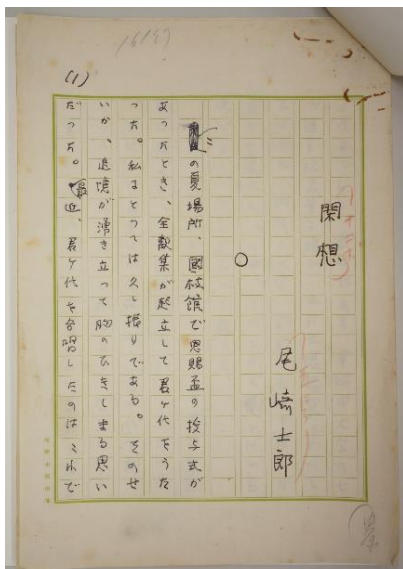 (1)
閑想
尾崎士郎
○
の夏場所、國技館で恩賜盃の授与式が
あったとき、全観集が起立して君ケ代をうた
った。私にとっては久し振りである。そのせ
いか、追憶が湧き立って胸のひきしまる思い
だった。最近、君ケ代を合唱したのはこれで